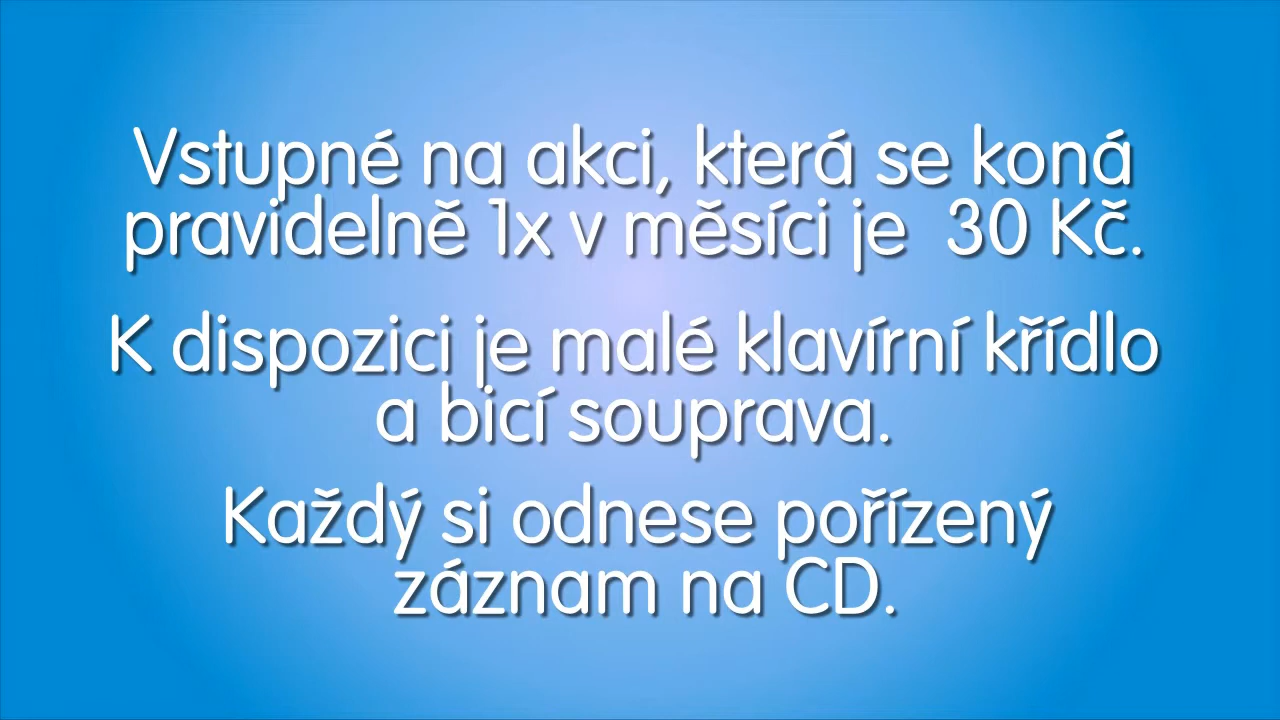 Vstupné na akci, která se koná
pravidelně 1x v měsíci je  30 Kč.
K dispozici je malé klavírní křídlo
a bicí souprava.
Každý si odnese pořízený
záznam na CD.